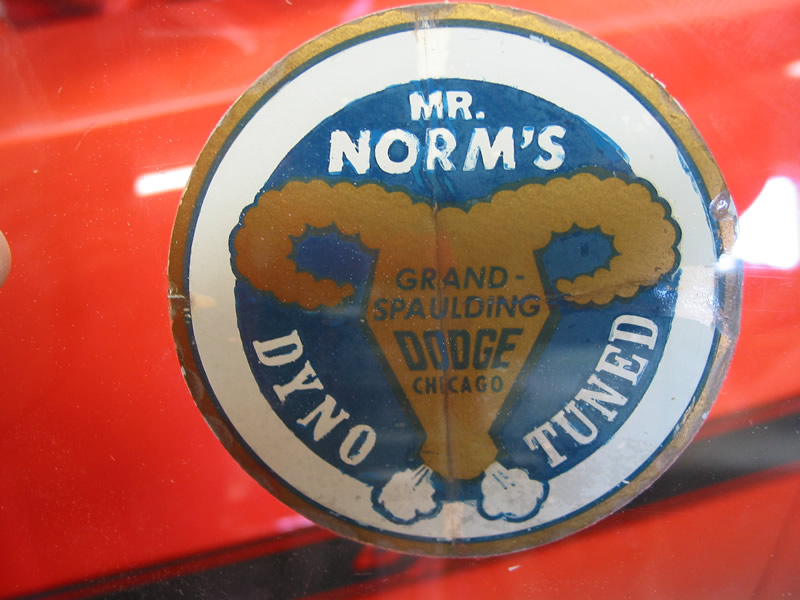 MR.
NORM'S
GRAND-
SPAULDING
DODGE
CHICAGO
DYNO
TUNED